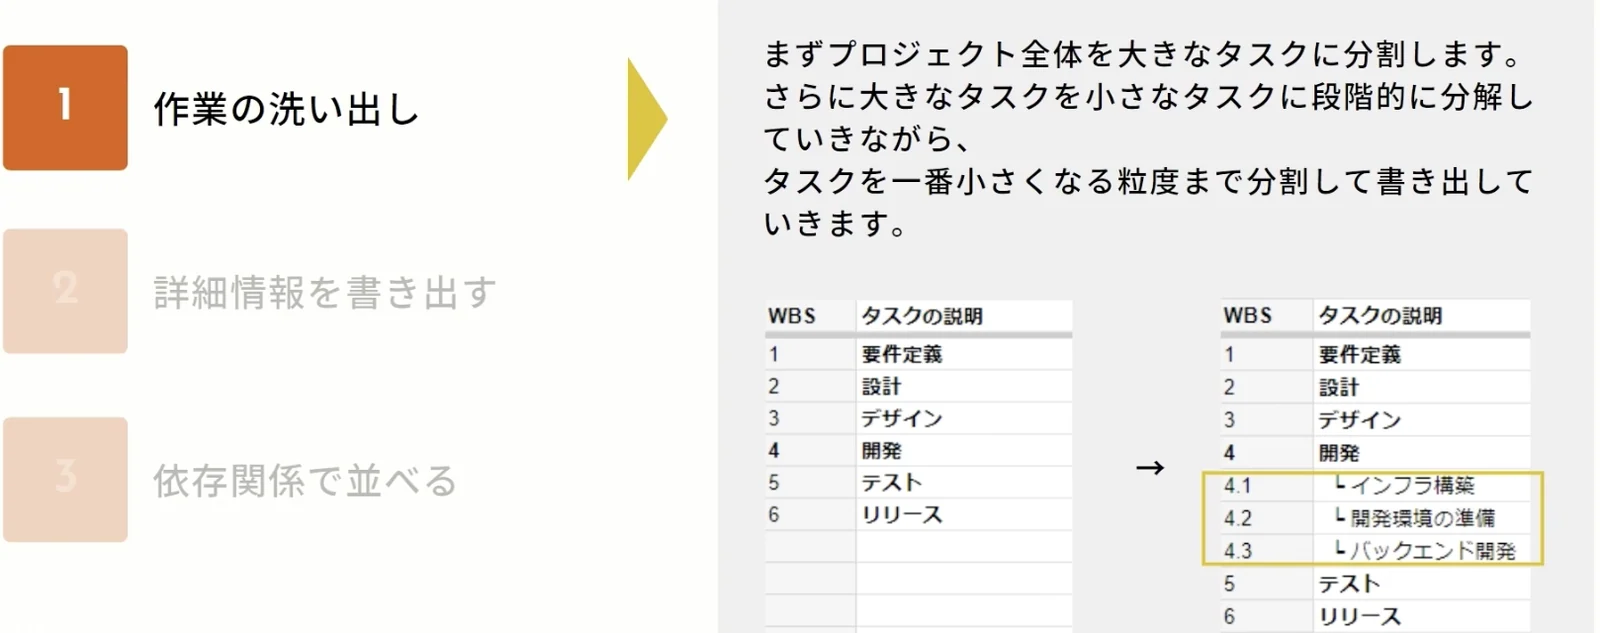 1
作業の洗い出し
2
詳細情報を書き出す
3
依存関係で並べる
まずプロジェクト全体を大きなタスクに分割します。
さらに大きなタスクを小さなタスクに段階的に分解し
ていきながら、
タスクを一番小さくなる粒度まで分割して書き出して
いきます。
WBS タスクの説明
1 要件定義
2 設計
3 デザイン
4 開発
5 テスト
6 リリース
→
WBS タスクの説明
1 要件定義
2 設計
3 デザイン
4 開発
4.1 ┗ インフラ構築
4.2 ┗ 開発環境の準備
4.3 ┗ バックエンド開発
5 テスト
6 リリース